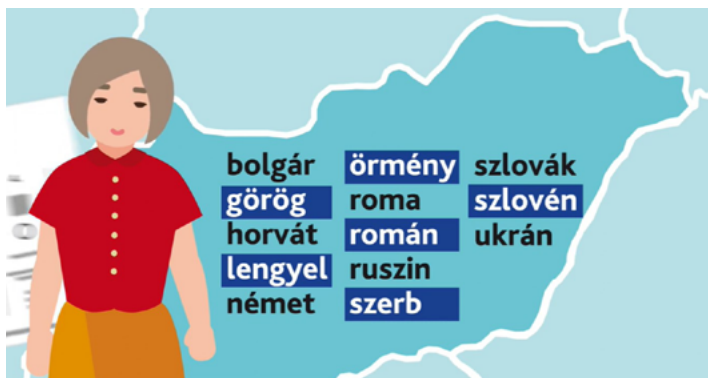 bolgár
görög
horvát
lengyel
német
örmény
roma
román
ruszin
szerb
szlovák
szlovén
ukrán